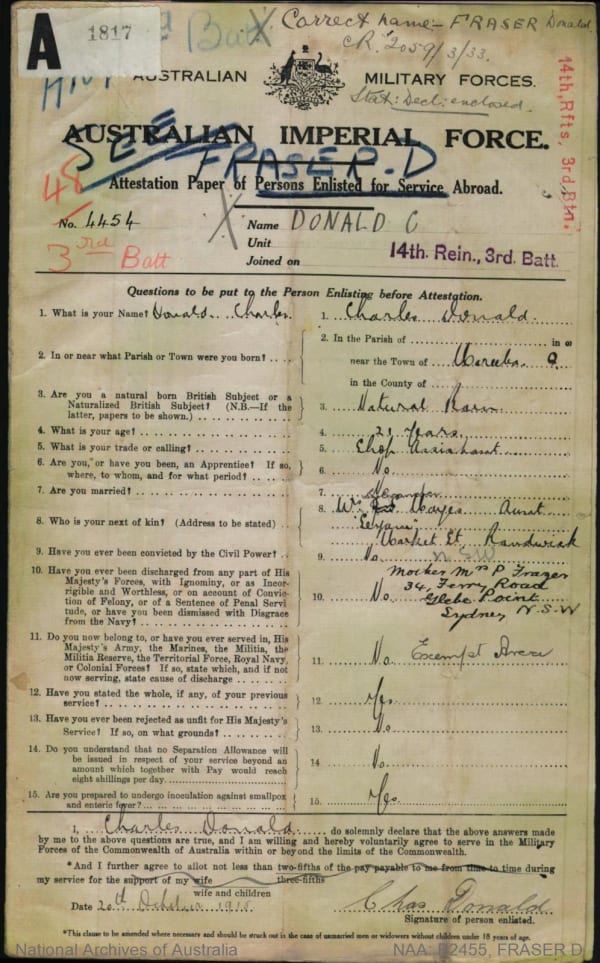 A 1817
Batt X Correct name - FRASER Donald.
CR. 2059/3/33.
AUSTRALIAN MILITARY FORCES.
Stat: Decl: enclosed.
AUSTRALIAN IMPERIAL FORCE.
SEE FRASER-D
14th, Rfts, 3rd Btn.
Attestation Paper of Persons Enlisted for Service Abroad.
48
No. 4454 X Name DONALD C
3rd Batt Unit
Joined on 14th. Rein., 3rd. Batt.
Questions to be put to the Person Enlisting before Attestation.
1. What is your Name? Donald Charles 1. Charles Donald.
2. In or near what Parish or Town were you born? 2. In the Parish of in or
near the Town of Q
in the County of
3. Are you a natural born British Subject or a
Naturalized British Subject? (N.B.—If the
latter, papers to be shown.) 3. Natural Born
4. What is your age? 4. 21 Years
5. What is your trade or calling? 5. Shop Assistant
6. Are you, or have you been, an Apprentice? If so,
where, to whom, and for what period? 6. No
7. Are you married? 7.
8. Who is your next of kin? (Address to be stated) 8. Hayes Aunt
Market St. Randwick
9. Have you ever been convicted by the Civil Power? 9. No N.S.W
10. Have you ever been discharged from any part of His
Majesty's Forces, with Ignominy, or as Incor-
rigible and Worthless, or on account of Convic-
tion of Felony, or of a Sentence of Penal Servi-
tude, or have you been dismissed with Disgrace
from the Navy? 10. No
Mother Mrs P Frazer
34, Ferry Road
Glebe Point
Sydney N.S.W
11. Do you now belong to, or have you ever served in, His
Majesty's Army, the Marines, the Militia, the
Militia Reserve, the Territorial Force, Royal Navy,
or Colonial Forces? If so, state which, and if not
now serving, state cause of discharge 11. No Exempt Area
12. Have you stated the whole, if any, of your previous
service? 12. Yes
13. Have you ever been rejected as unfit for His Majesty's
Service? If so, on what grounds? 13. No
14. Do you understand that no Separation Allowance will
be issued in respect of your service beyond an
amount which together with Pay would reach
eight shillings per day. 14 No
15. Are you prepared to undergo inoculation against smallpox
and enteric fever? 15. Yes
I, Charles Donald do solemnly declare that the above answers made
by me to the above questions are true, and I am willing and hereby voluntarily agree to serve in the Military
Forces of the Commonwealth of Australia within or beyond the limits of the Commonwealth.
*And I further agree to allot not less than two-fifths of the pay payable to me from time to time during
three-fifths
my service for the support of my wife
wife and children
Date 20th October 1915 Chas Donald
Signature of person enlisted.
*This clause to be amended where necessary and should be struck out in the case of unmarried men or widowers without children under 18 years of age.
National Archives of Australia NAA: B2455, FRASER D